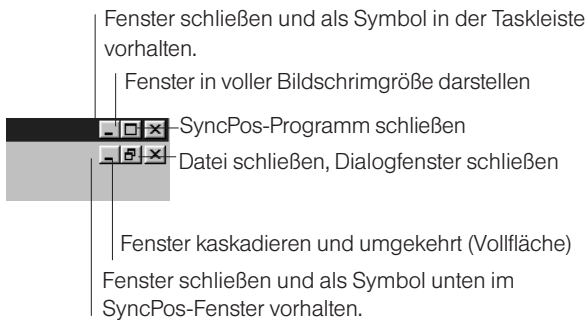 Fenster schließen und als Symbol in der Taskleiste
vorhalten.
Fenster in voller Bildschrimgröße darstellen
SyncPos-Programm schließen
Datei schließen, Dialogfenster schließen
Fenster kaskadieren und umgekehrt (Vollfläche)
Fenster schließen und als Symbol unten im
SyncPos-Fenster vorhalten.